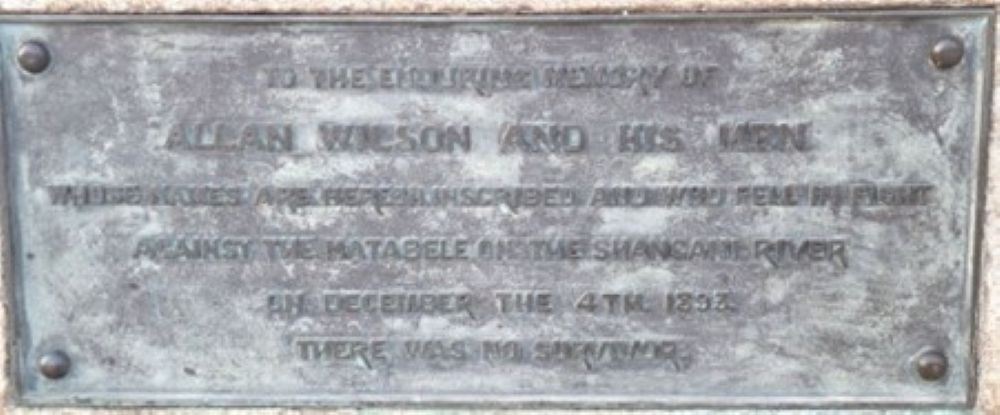 TO THE ENDURING MEMORY OF
ALLAN WILSON AND HIS MEN
WHOSE NAMES ARE HEREON INSCRIBED AND WHO FELL IN FIGHT
AGAINST THE MATABELE ON THE SHANGANI RIVER
ON DECEMBER THE 4TH. 1893.
THERE WAS NO SURVIVOR.